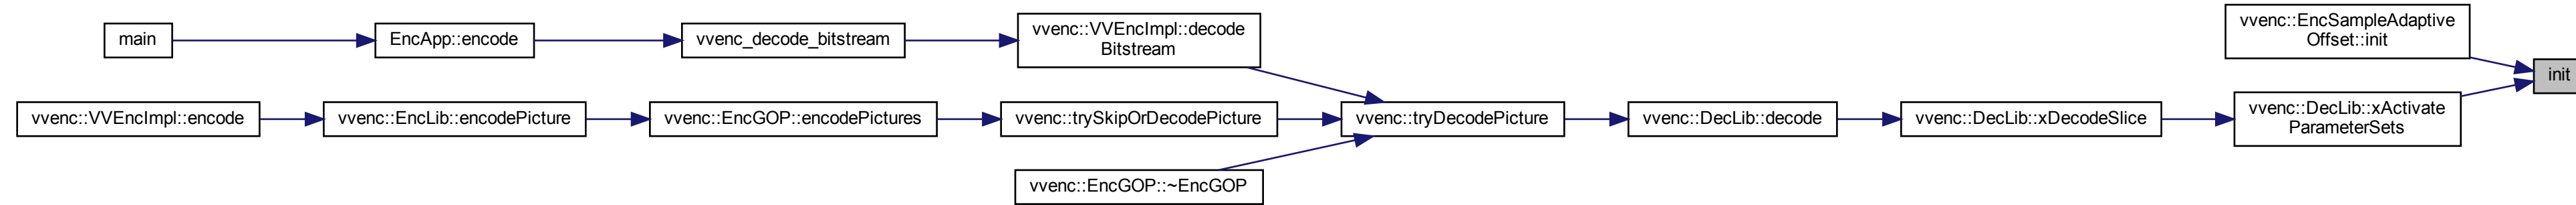 main
EncApp::encode
vvenc_decode_bitstream
vvenc::VVEncImpl::decode
Bitstream
vvenc::EncSampleAdaptive
Offset::init
init
vvenc::VVEncImpl::encode
vvenc::EncLib::encodePicture
vvenc::EncGOP::encodePictures
vvenc::trySkipOrDecodePicture
vvenc::tryDecodePicture
vvenc::DecLib::decode
vvenc::DecLib::xDecodeSlice
vvenc::DecLib::xActivate
ParameterSets
vvenc::EncGOP::~EncGOP